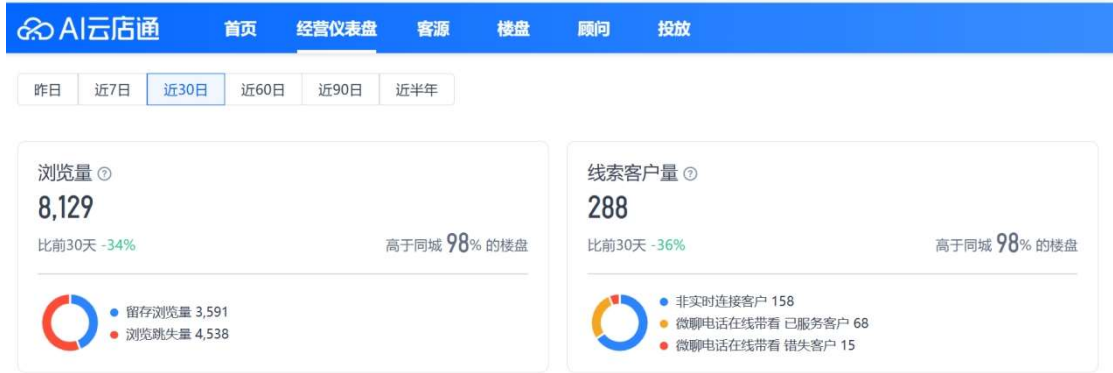 AI云店通 首页 经营仪表盘 客源 楼盘 顾问 投放
昨日 近7日 近30日 近60日 近90日 近半年
浏览量
8,129
比前30天 -34% 高于同城 98% 的楼盘
留存浏览量 3,591
浏览跳失量 4,538
线索客户量
288
比前30天 -36% 高于同城 98% 的楼盘
非实时连接客户 158
微聊电话在线带看 已服务客户 68
微聊电话在线带看 错失客户 15